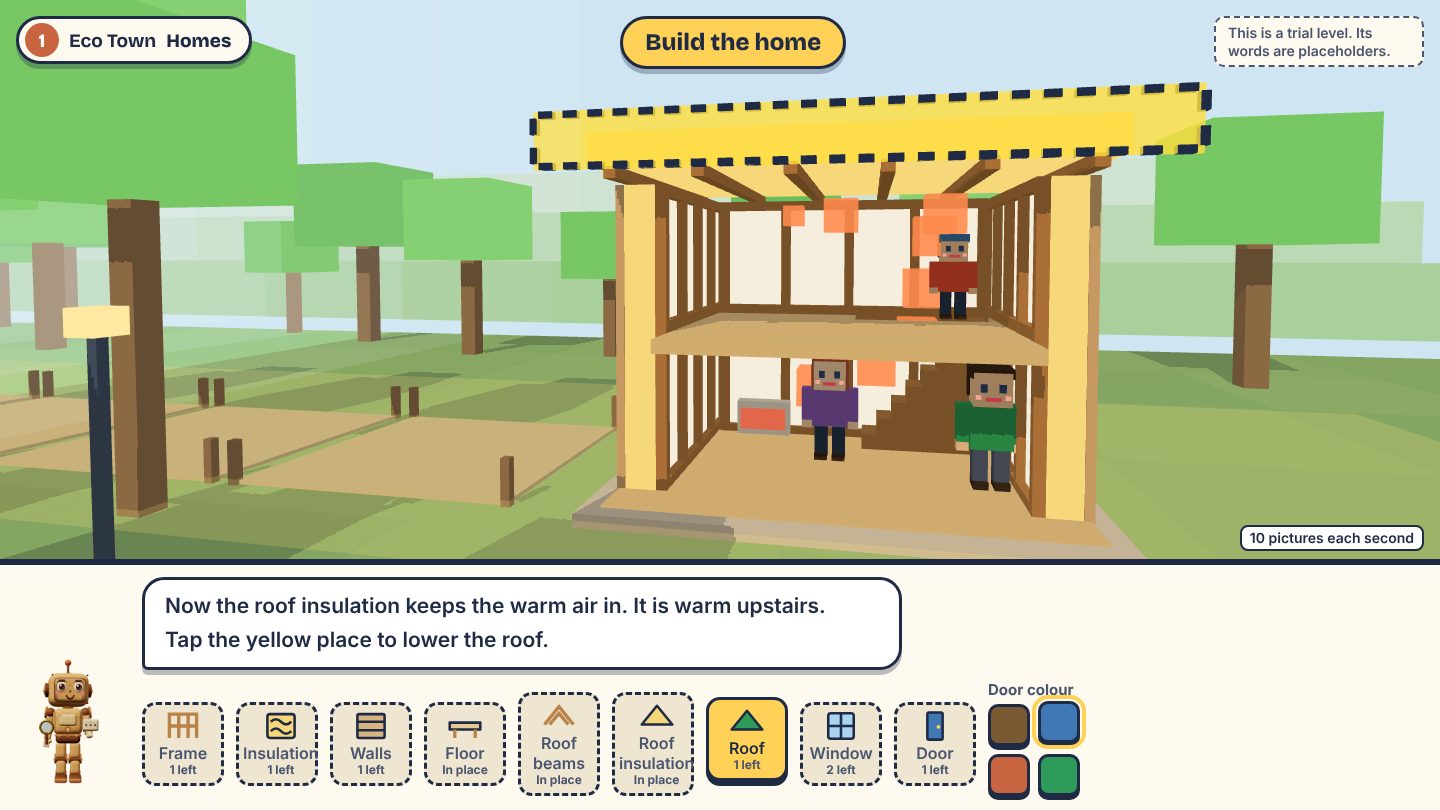 1 Eco Town Homes
Build the home
This is a trial level. Its
words are placeholders.
10 pictures each second
Now the roof insulation keeps the warm air in. It is warm upstairs.
Tap the yellow place to lower the roof.
Door colour
Frame
1 left
Insulation
1 left
Walls
1 left
Floor
In place
Roof
beams
In place
Roof
insulation
In place
Roof
1 left
Window
2 left
Door
1 left